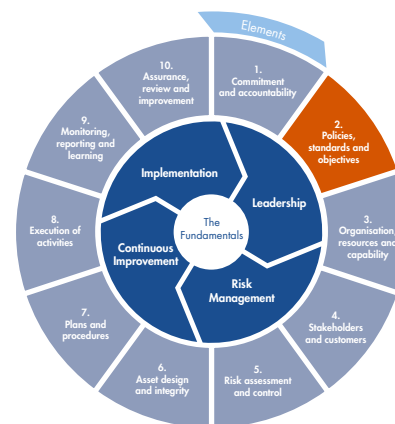 Elements
1.
Commitment
and accountability
2.
Policies,
standards and
objectives
3.
Organisation,
resources and
capability
4.
Stakeholders
and customers
5.
Risk assessment
and control
6.
Asset design
and integrity
7.
Plans and
procedures
8.
Execution of
activities
9.
Monitoring,
reporting and
learning
10.
Assurance,
review and
improvement
Implementation
Leadership
Risk
Management
Continuous
Improvement
The
Fundamentals